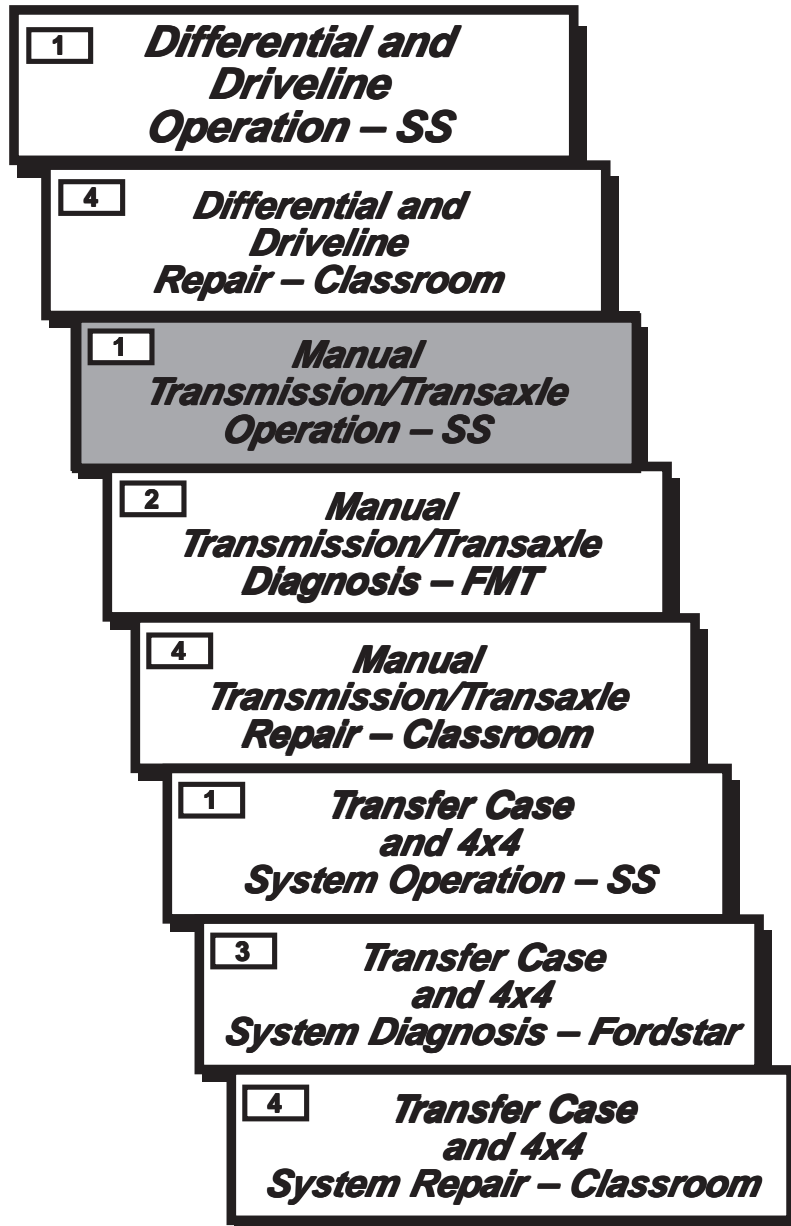 1
Differential and
Driveline
Operation – SS
4
Differential and
Driveline
Repair – Classroom
1
Manual
Transmission/Transaxle
Operation – SS
2
Manual
Transmission/Transaxle
Diagnosis – FMT
4
Manual
Transmission/Transaxle
Repair – Classroom
1
Transfer Case
and 4x4
System Operation – SS
3
Transfer Case
and 4x4
System Diagnosis – Fordstar
4
Transfer Case
and 4x4
System Repair – Classroom